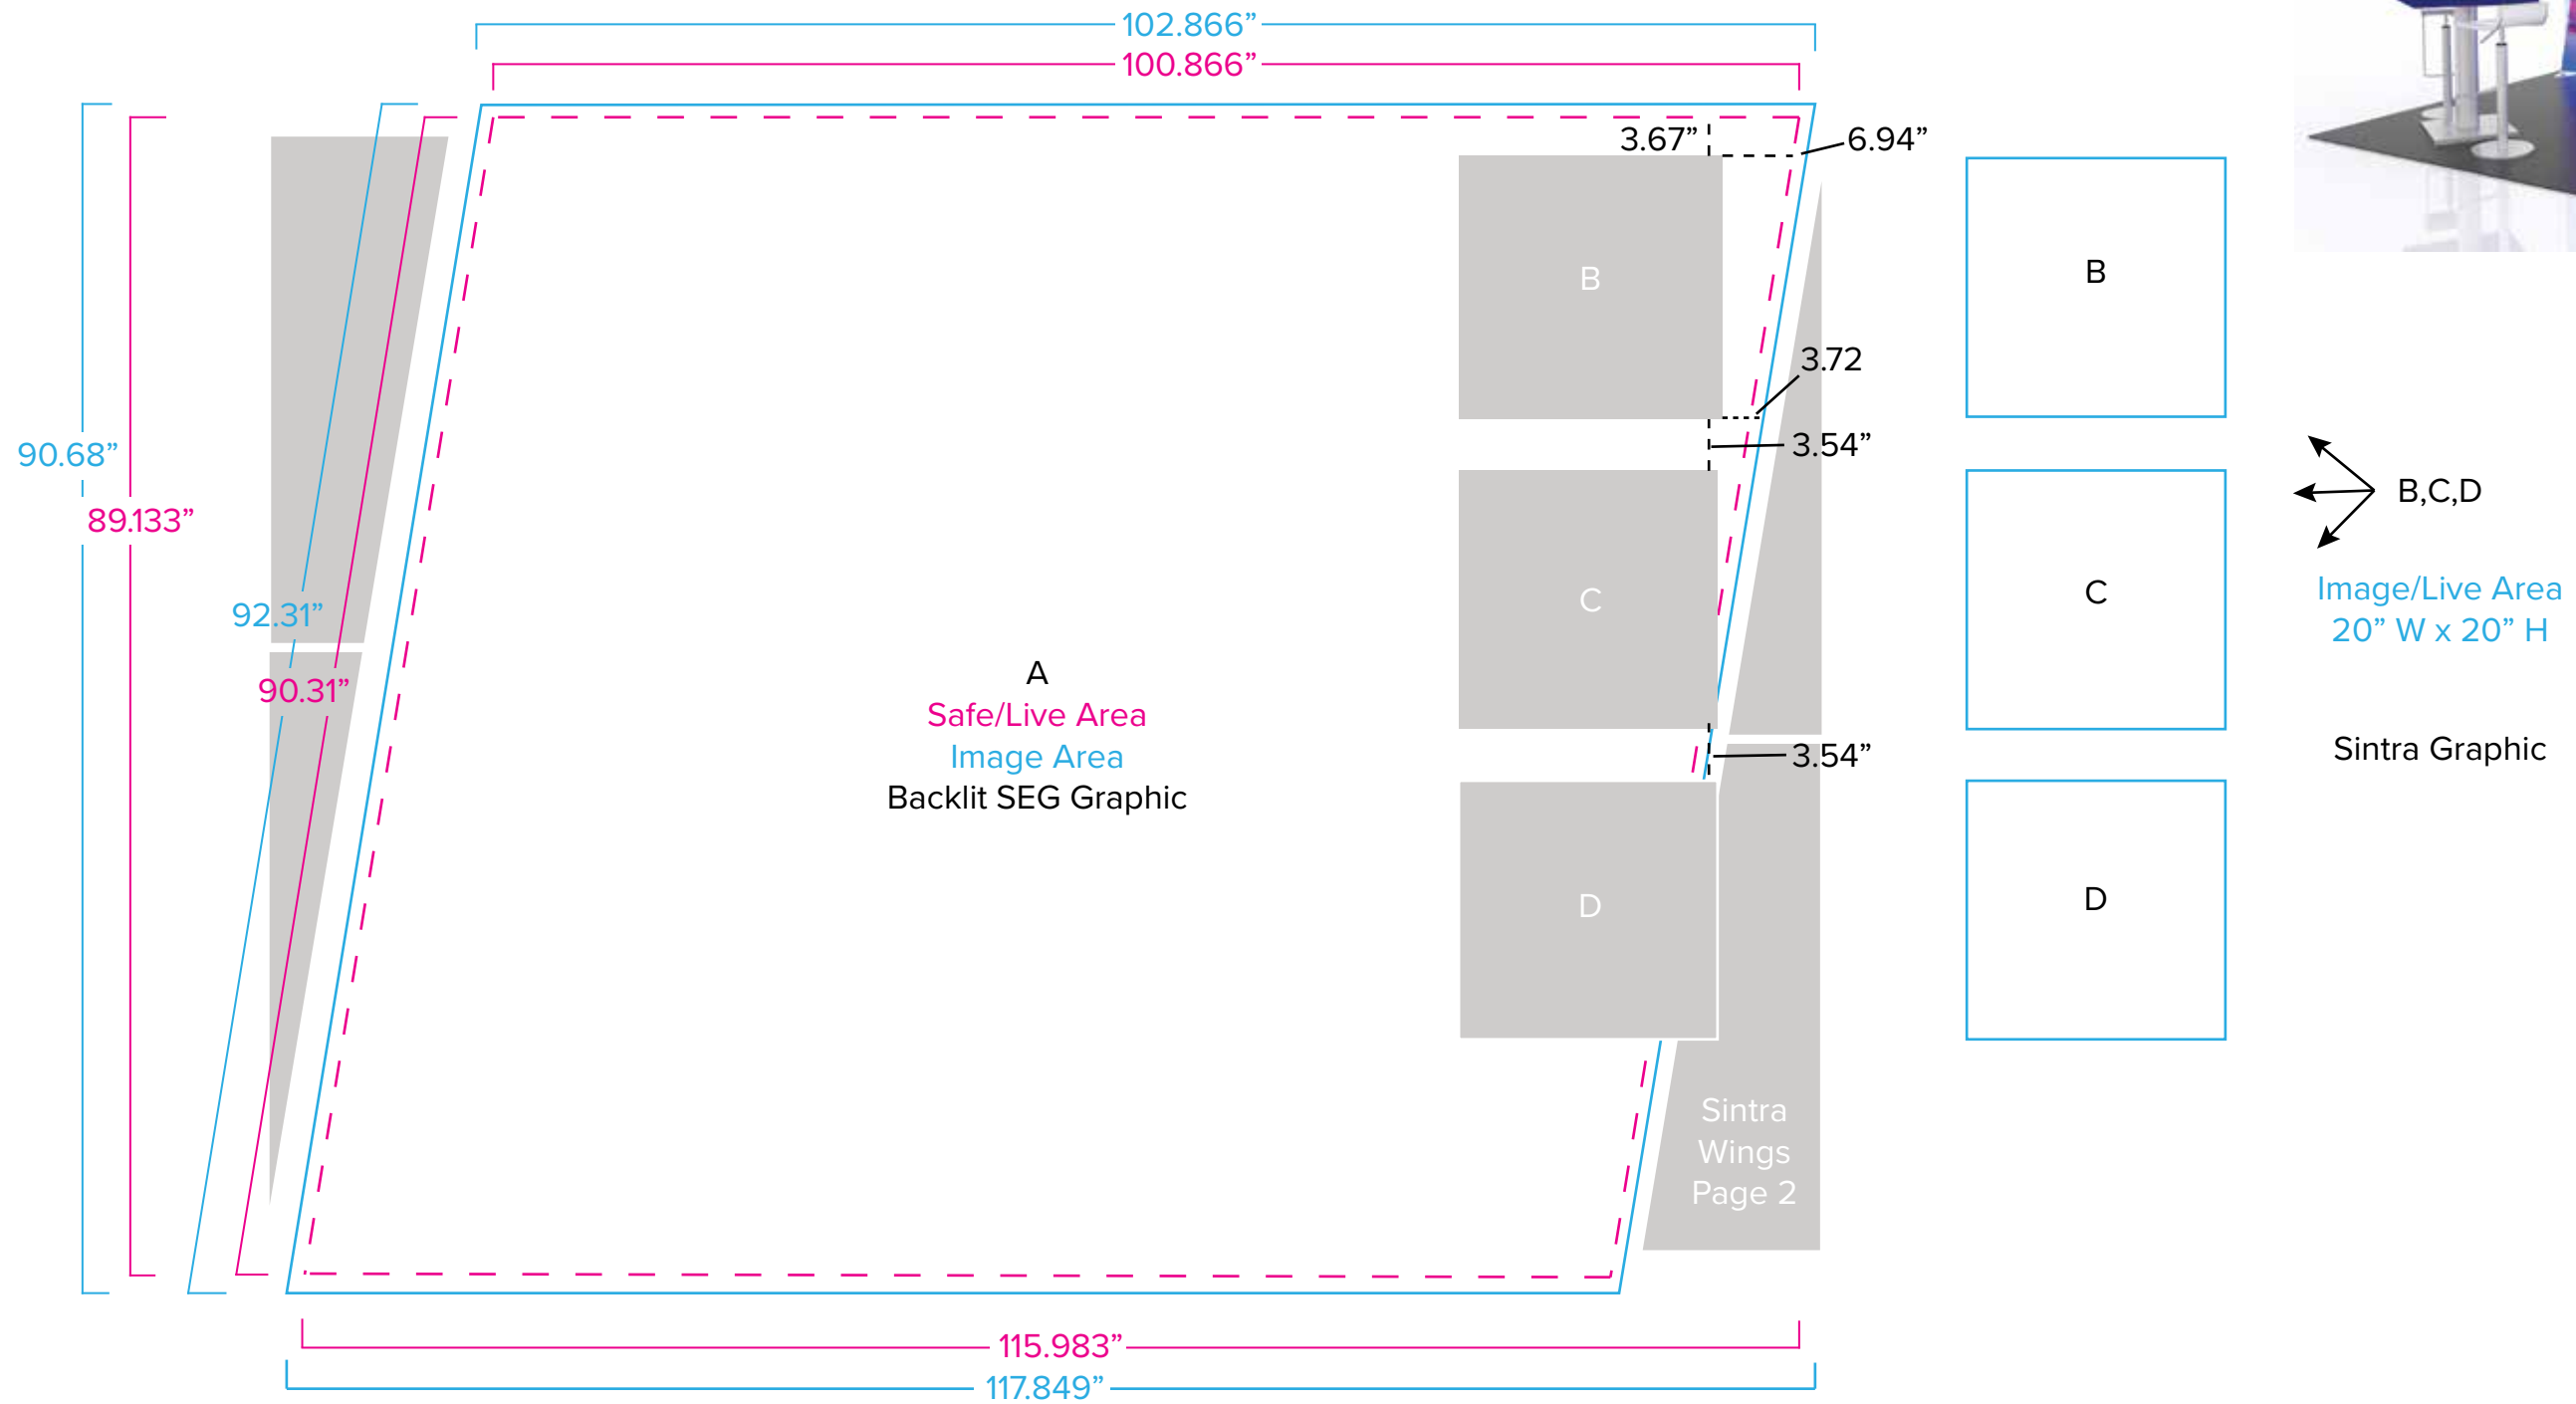 102.866”
100.866”
3.67”
6.94”
B
B
3.72
3.54”
90.68”
89.133”
B,C,D
C
C
Image/Live Area
20” W x 20” H
92.31”
90.31”
A
Safe/Live Area
Image Area
Backlit SEG Graphic
3.54”
Sintra Graphic
D
D
Sintra
Wings
Page 2
115.983”
117.849”